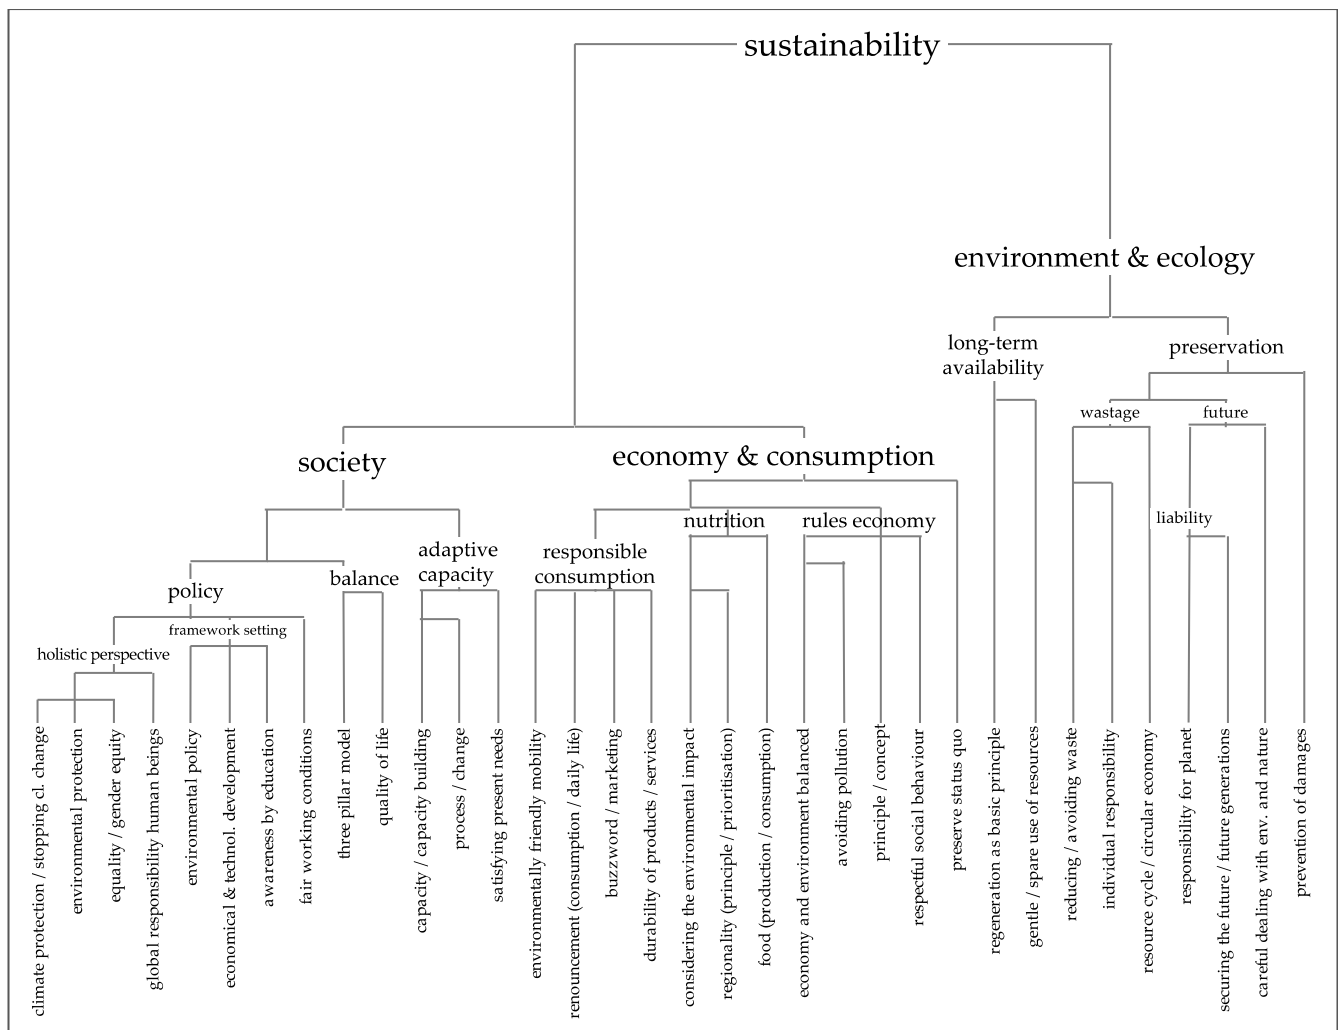 sustainability
environment & ecology
long-term
availability
preservation
wastage
future
society
economy & consumption
liability
nutrition
rules economy
adaptive
capacity
responsible
consumption
balance
policy
framework setting
holistic perspective
climate protection / stopping cl. change
environmental protection
equality / gender equity
global responsibility human beings
environmental policy
economical & technol. development
awareness by education
fair working conditions
three pillar model
quality of life
capacity / capacity building
process / change
satisfying present needs
environmentally friendly mobility
renouncement (consumption / daily life)
buzzword / marketing
durability of products / services
considering the environmental impact
regionality (principle / prioritisation)
food (production / consumption)
economy and environment balanced
avoiding pollution
principle / concept
respectful social behaviour
preserve status quo
regeneration as basic principle
gentle / spare use of resources
reducing / avoiding waste
individual responsibility
resource cycle / circular economy
responsibility for planet
securing the future / future generations
careful dealing with env. and nature
prevention of damages